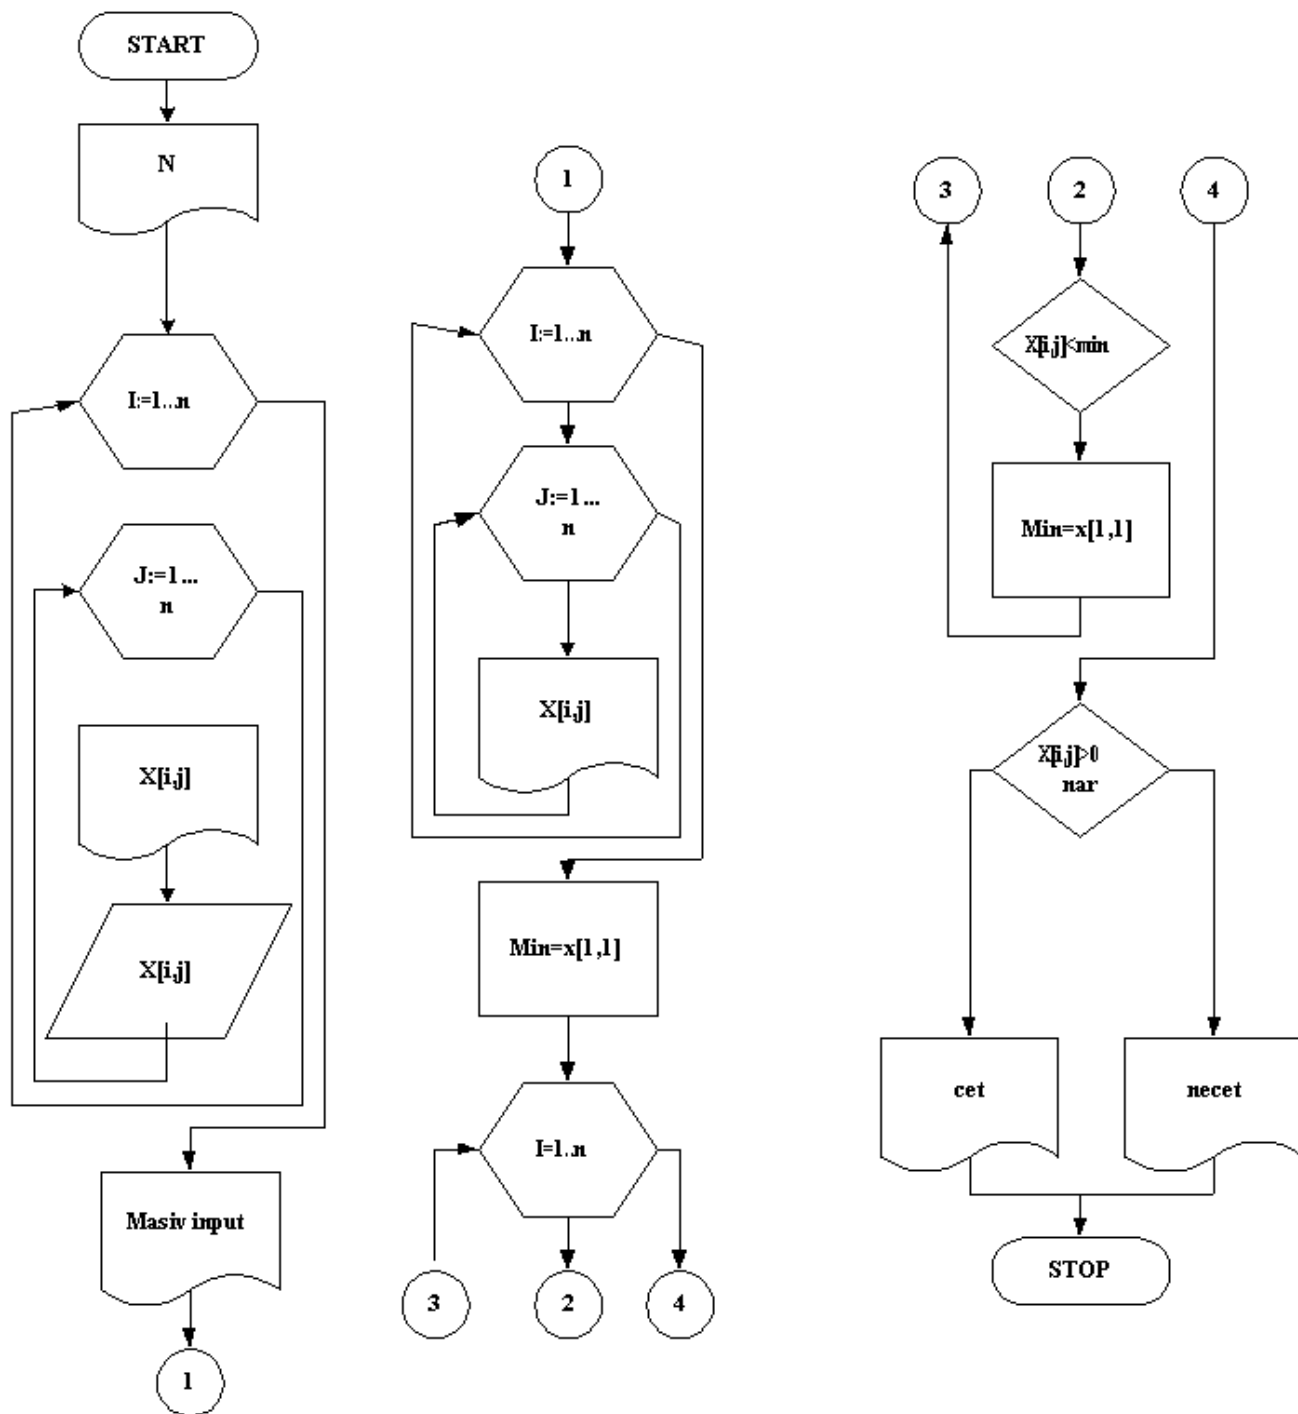 START
N
I:=1...n
J:=1...
n
X[i,j]
X[i,j]
Masiv input
1
1
I:=1...n
J:=1...
n
X[i,j]
Min=x[1,1]
I=1..n
3
2
4
3
2
4
X[i,j]<min
Min=x[1,1]
X[i,j]>0
nar
cet
necet
STOP